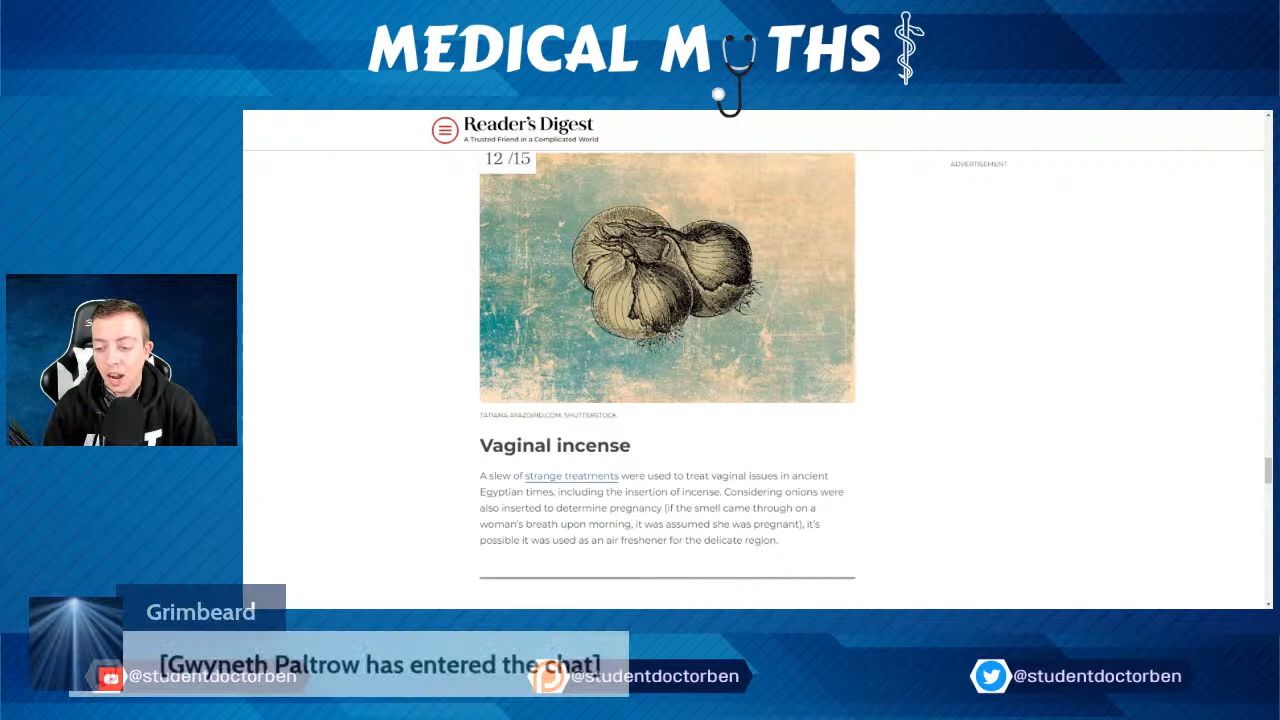 MEDICAL MYTHS
Reader's Digest
A Trusted Friend in a Complicated World
12 /15
ADVERTISEMENT
TATIANA AYAZO/RD.COM, SHUTTERSTOCK
Vaginal incense
A slew of strange treatments were used to treat vaginal issues in ancient
Egyptian times, including the insertion of incense. Considering onions were
also inserted to determine pregnancy (if the smell came through on a
woman's breath upon morning, it was assumed she was pregnant), it's
possible it was used as an air freshener for the delicate region.
Grimbeard
[Gwyneth Paltrow has entered the chat]
@studentdoctorben
@studentdoctorben
@studentdoctorben